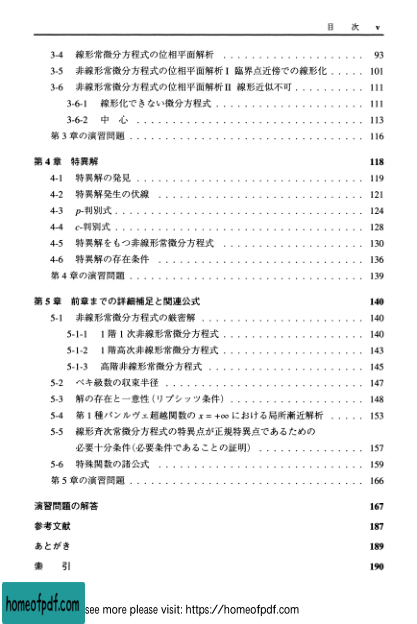 目 次 v
3-4 線形常微分方程式の位相平面解析 . . . . . . . . . . . . . . . . . . 93
3-5 非線形常微分方程式の位相平面解析 I 臨界点近傍での線形化 . . . . . 101
3-6 非線形常微分方程式の位相平面解析 II 線形近似不可 . . . . . . . . . 111
3-6-1 線形化できない微分方程式 . . . . . . . . . . . . . . . . . . . 111
3-6-2 中 心 . . . . . . . . . . . . . . . . . . . . . . . . . . . . . 113
第 3 章の演習問題 . . . . . . . . . . . . . . . . . . . . . . . . . . . . . 116
第 4 章 特異解 118
4-1 特異解の発見 . . . . . . . . . . . . . . . . . . . . . . . . . . . . 119
4-2 特異解発生の伏線 . . . . . . . . . . . . . . . . . . . . . . . . . 121
4-3 p-判別式 . . . . . . . . . . . . . . . . . . . . . . . . . . . . . . . 124
4-4 c-判別式 . . . . . . . . . . . . . . . . . . . . . . . . . . . . . . . 128
4-5 特異解をもつ非線形常微分方程式 . . . . . . . . . . . . . . . . . . 130
4-6 特異解の存在条件 . . . . . . . . . . . . . . . . . . . . . . . . . 136
第 4 章の演習問題 . . . . . . . . . . . . . . . . . . . . . . . . . . . . . 139
第 5 章 前章までの詳細補足と関連公式 140
5-1 非線形常微分方程式の厳密解 . . . . . . . . . . . . . . . . . . . . 140
5-1-1 1 階 1 次非線形常微分方程式 . . . . . . . . . . . . . . . . . . 140
5-1-2 1 階高次非線形常微分方程式 . . . . . . . . . . . . . . . . . . 143
5-1-3 高階非線形常微分方程式 . . . . . . . . . . . . . . . . . . . . 145
5-2 ベキ級数の収束半径 . . . . . . . . . . . . . . . . . . . . . . . . 147
5-3 解の存在と一意性 (リプシッツ条件) . . . . . . . . . . . . . . . . . 148
5-4 第 1 種パンルヴェ超越関数の x = +∞ における局所漸近解析 . . . . . 153
5-5 線形斉次常微分方程式の特異点が正規特異点であるための
必要十分条件 (必要条件であることの証明) . . . . . . . . . . . . . 157
5-6 特殊関数の諸公式 . . . . . . . . . . . . . . . . . . . . . . . . . 159
第 5 章の演習問題 . . . . . . . . . . . . . . . . . . . . . . . . . . . . . 166
演習問題の解答 167
参考文献 187
あとがき 189
索 引 190
homeofpdf.com see more please visit: https://homeofpdf.com